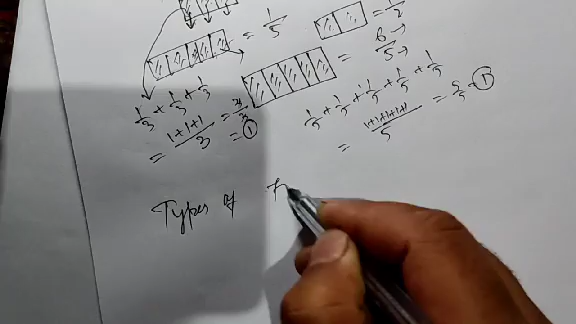 = 1/5
= 1/2
= 6/5
1/3 + 1/3 + 1/3
= 1+1+1/3 = 3/3 = 1
1/5 + 1/5 + 1/5 + 1/5 + 1/5
= 1+1+1+1+1/5 = 5/5 = 1
Types of